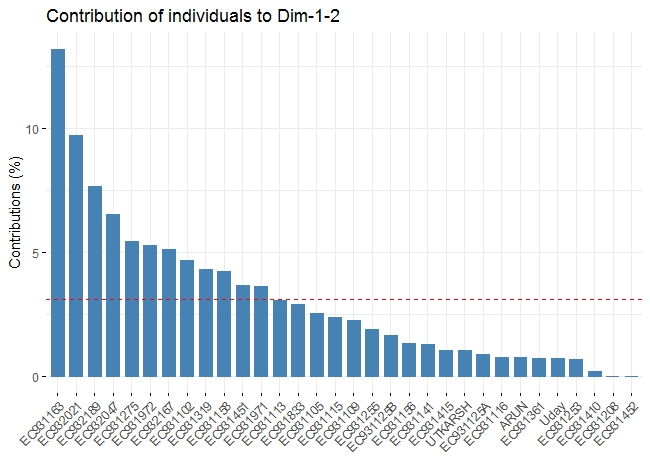 Contribution of individuals to Dim-1-2
Contributions (%)
10
5
0
EC931163
EC932021
EC932189
EC932047
EC931275
EC931972
EC932167
EC931102
EC931319
EC931158
EC931451
EC931971
EC931113
EC931833
EC931105
EC931115
EC931109
EC931255
EC931125B
EC931156
EC931141
EC931415
UTKARSH
EC931125A
EC931116
ARUN
EC931361
Uday
EC931253
EC931410
EC931208
EC931452